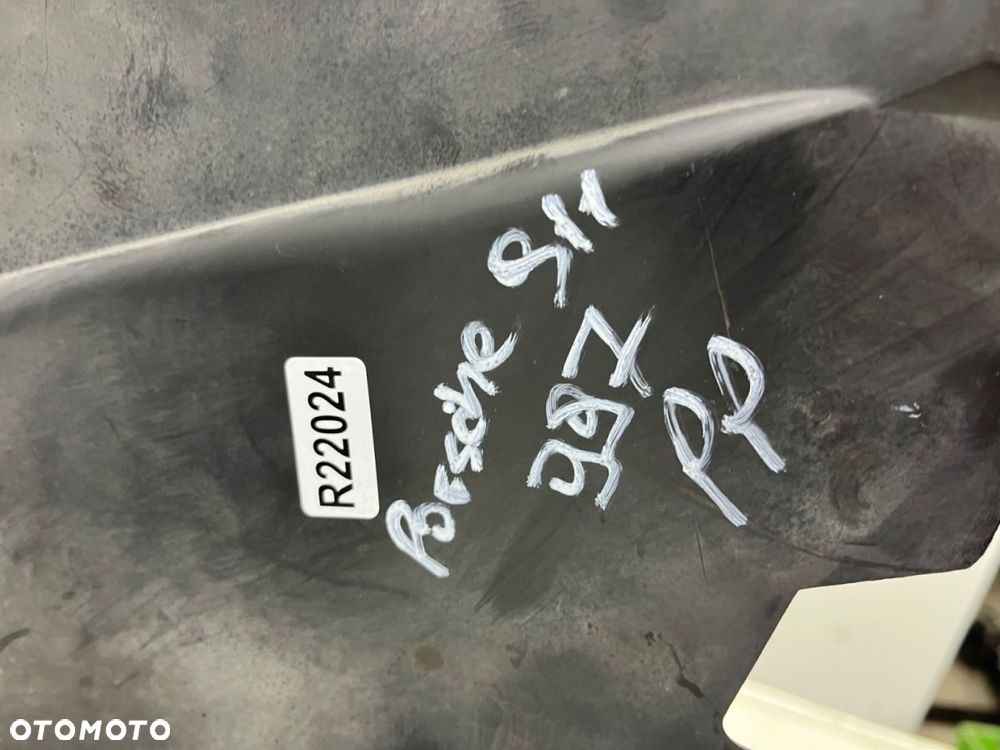 R22024
Porsche 911
997
PP
OTOMOTO